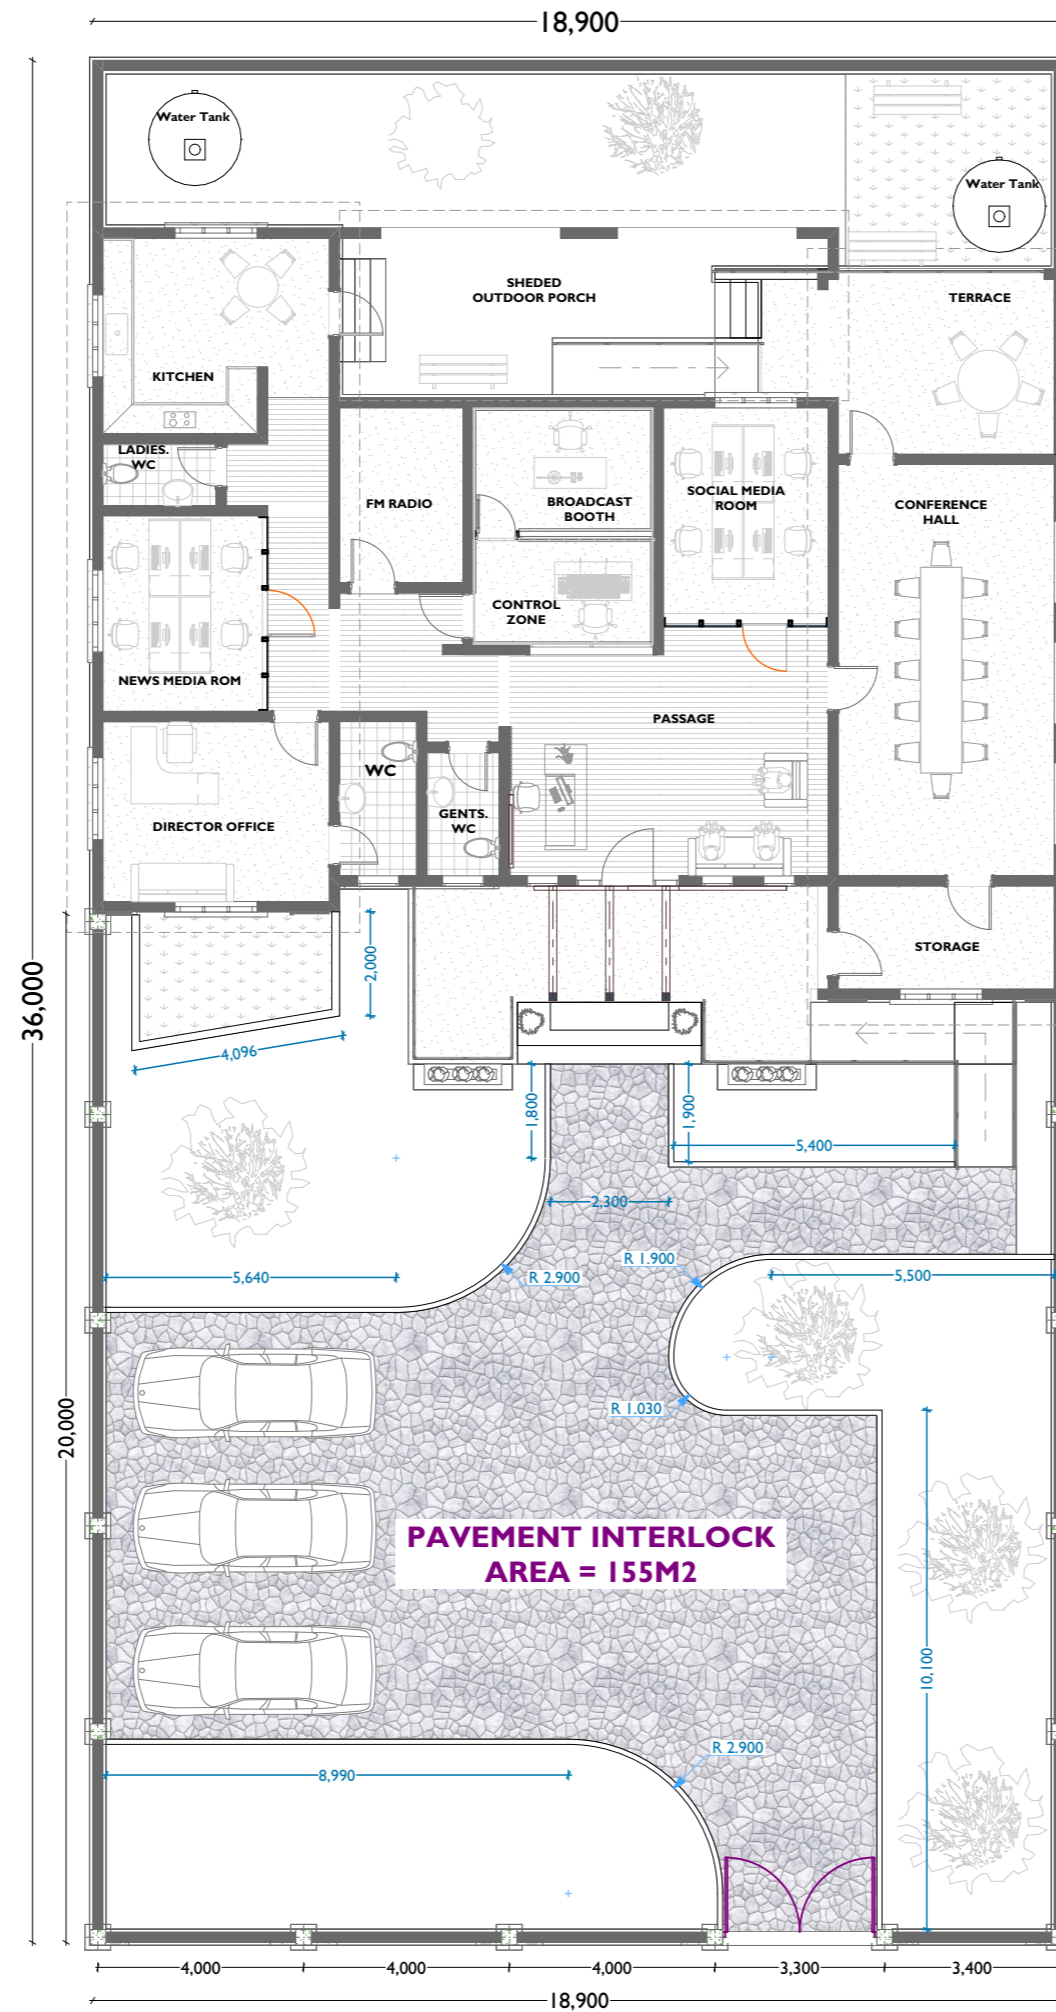 18,900
Water Tank
Water Tank
SHEDED
OUTDOOR PORCH
TERRACE
KITCHEN
LADIES.
WC
FM RADIO
BROADCAST
BOOTH
SOCIAL MEDIA
ROOM
CONFERENCE
HALL
CONTROL
ZONE
NEWS MEDIA ROM
PASSAGE
WC
GENTS.
WC
DIRECTOR OFFICE
STORAGE
36,000
2,000
4,096
1,800
1,900
5,400
2,300
5,640
R 2.900
R 1.900
5,500
R 1.030
20,000
PAVEMENT INTERLOCK
AREA = 155M2
10,100
R 2.900
8,990
4,000
4,000
4,000
3,300
3,400
18,900